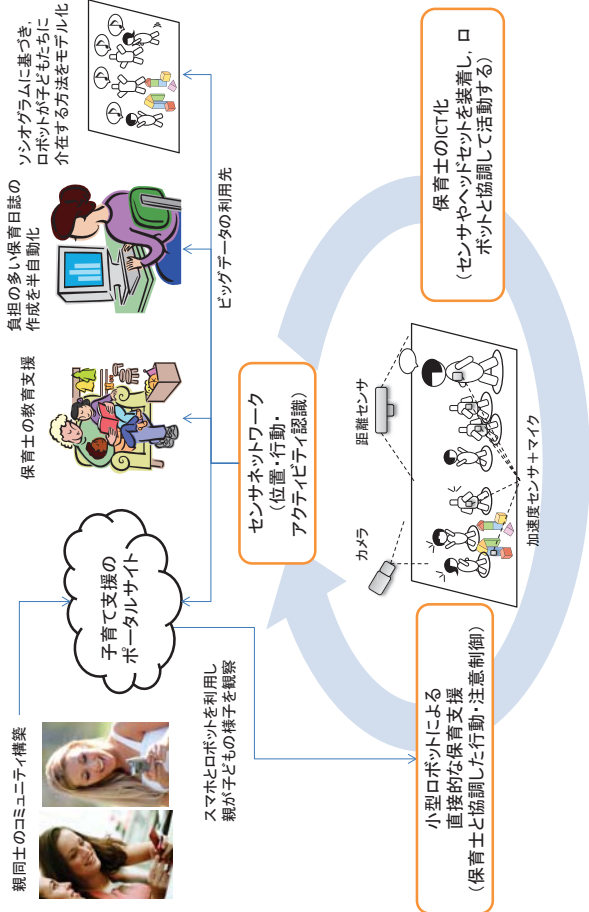 親同士のコミュニティ構築
子育て支援の
ポータルサイト
保育士の教育支援
負担の多い保育日誌の
作成を半自動化
ソシオグラムに基づき，
ロボットが子どもたちに
介在する方法をモデル化
スマホとロボットを利用し
親が子どもの様子を観察
ビッグデータの利用先
センサネットワーク
（位置・行動・
アクティビティ認識）
カメラ
距離センサ
加速度センサ＋マイク
小型ロボットによる
直接的な保育支援
（保育士と協調した行動・注意制御）
保育士のICT化
（センサやヘッドセットを装着し，ロ
ボットと協調して活動する）